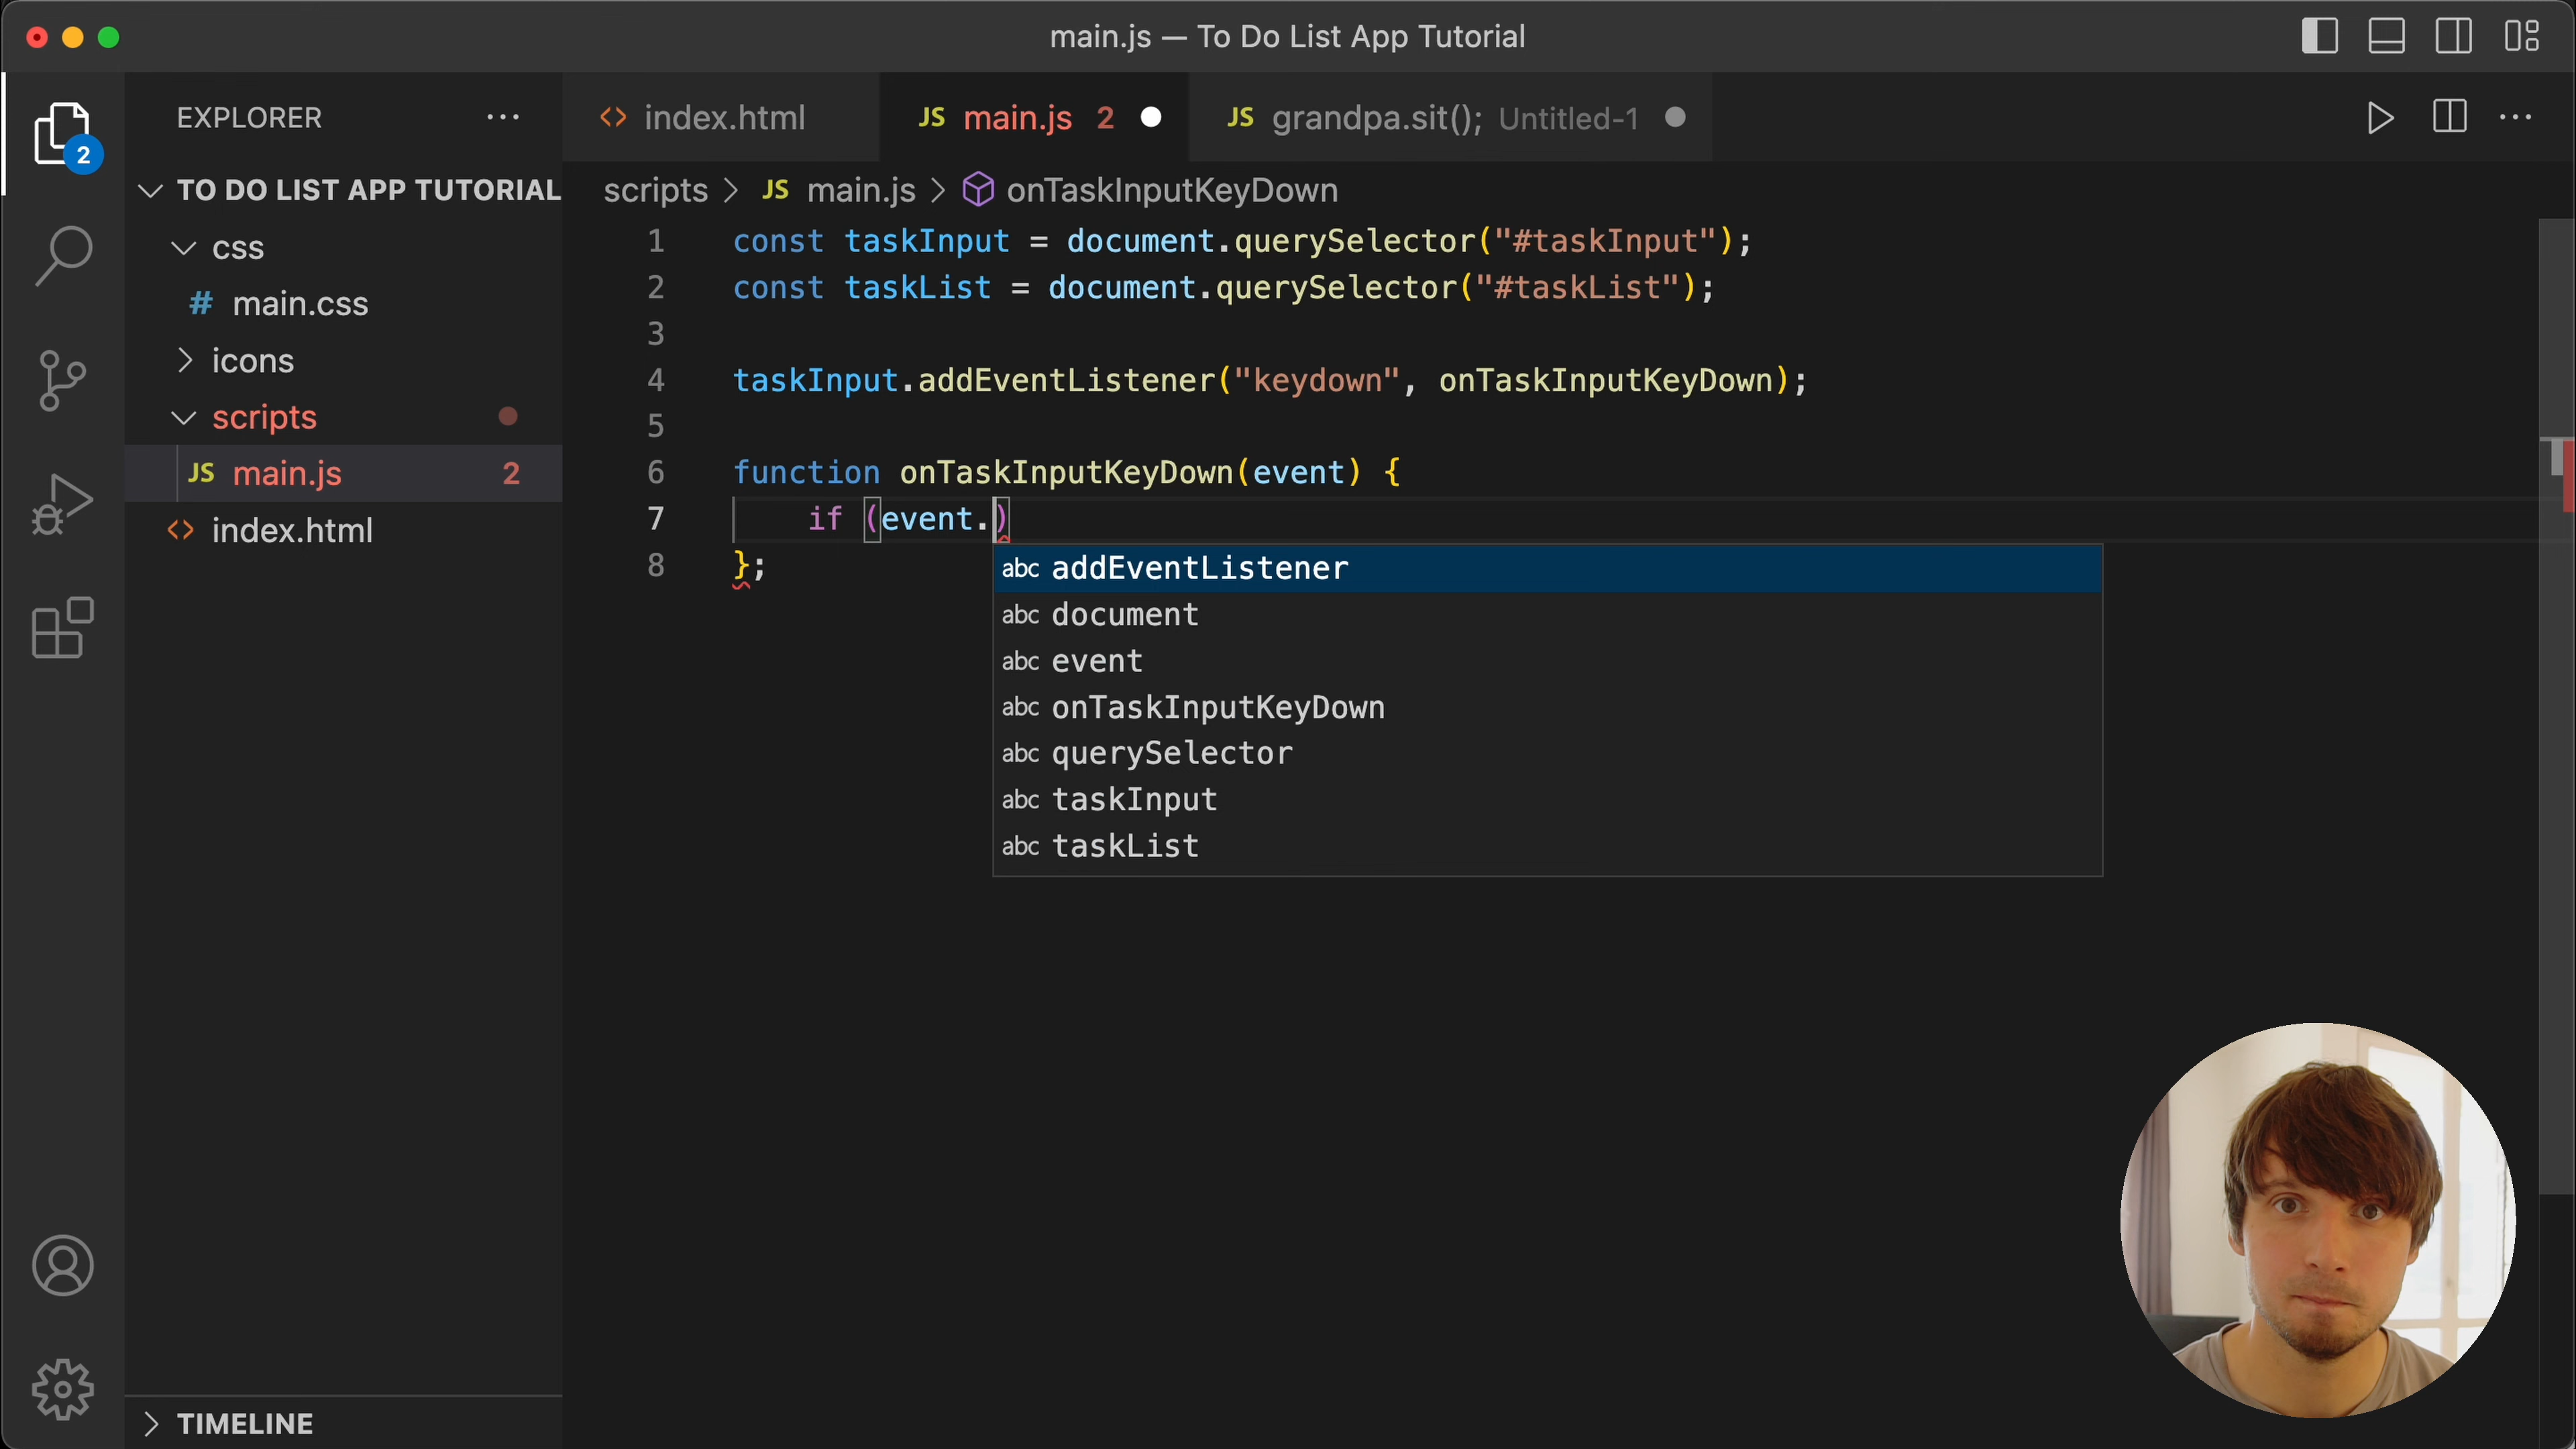 main.js — To Do List App Tutorial
EXPLORER
2
TO DO LIST APP TUTORIAL
css
# main.css
icons
scripts
JS main.js 2
<> index.html
TIMELINE
<> index.html
JS main.js 2
JS grandpa.sit(); Untitled-1
scripts > JS main.js > onTaskInputKeyDown
1 const taskInput = document.querySelector("#taskInput");
2 const taskList = document.querySelector("#taskList");
3
4 taskInput.addEventListener("keydown", onTaskInputKeyDown);
5
6 function onTaskInputKeyDown(event) {
7 if (event.)
8 };
abc addEventListener
abc document
abc event
abc onTaskInputKeyDown
abc querySelector
abc taskInput
abc taskList